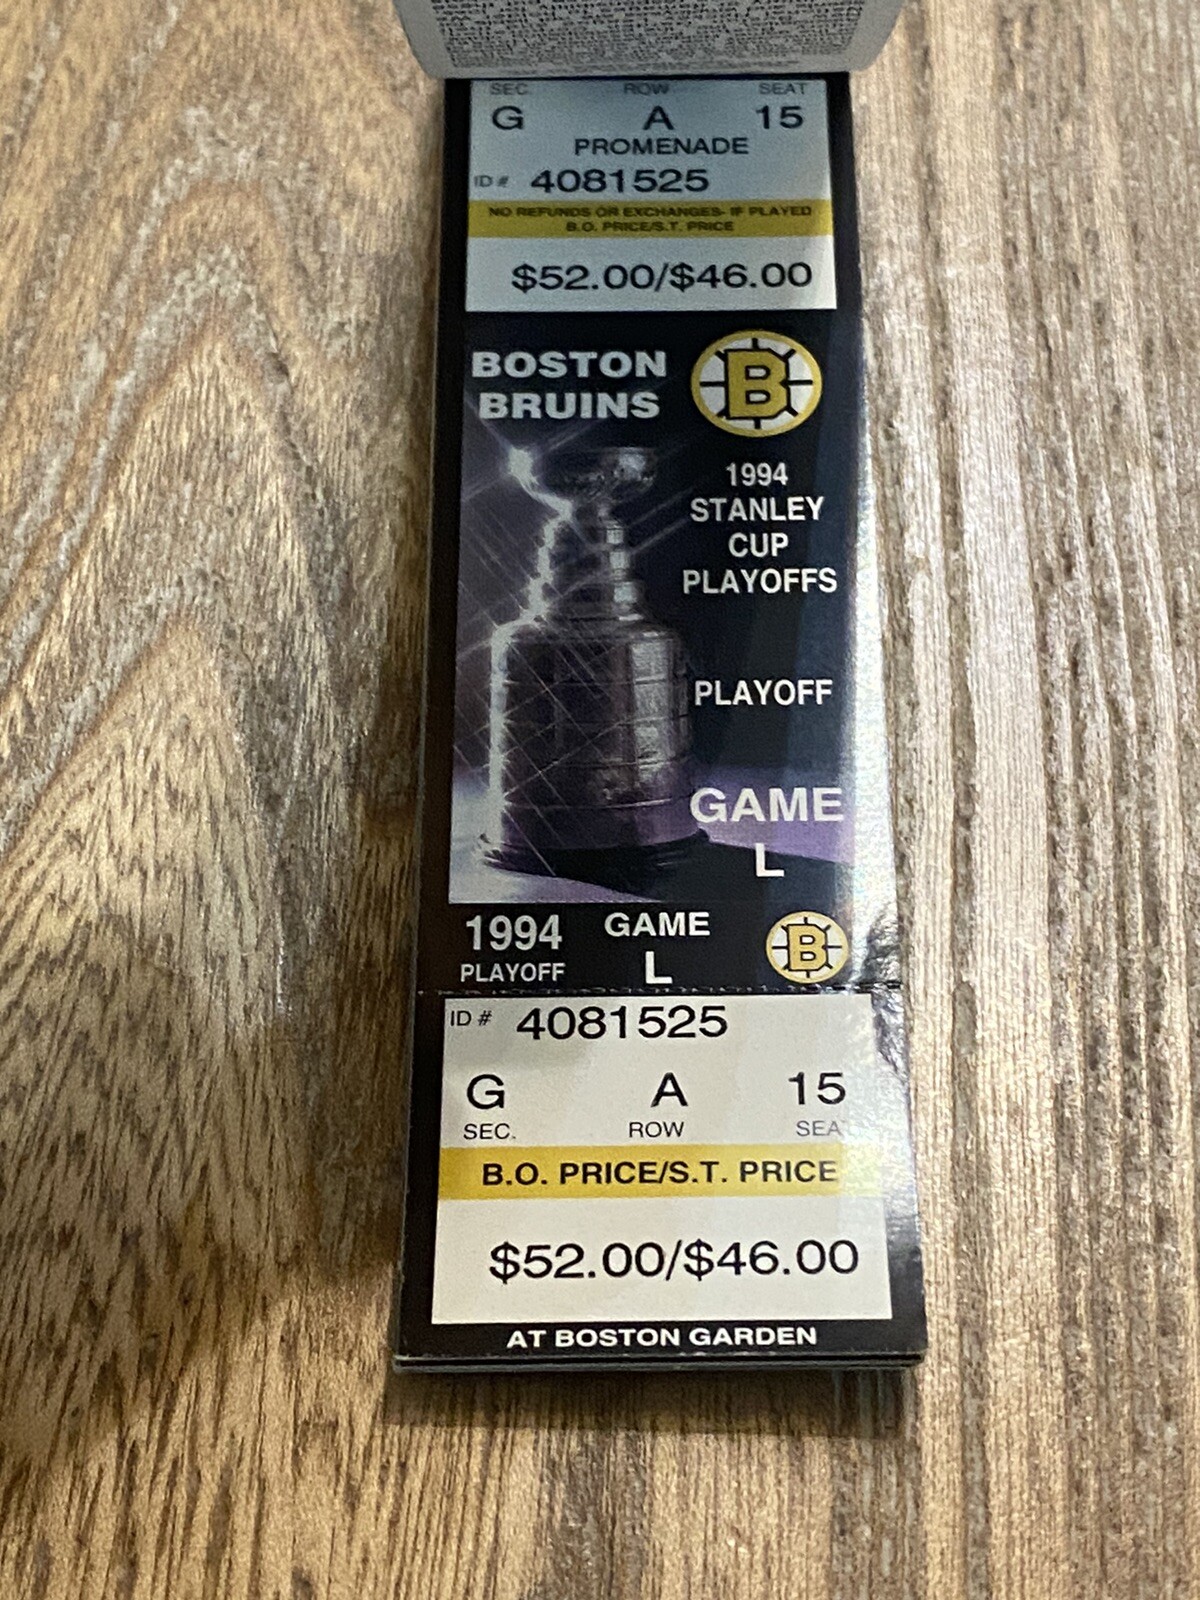 SEC. ROW SEAT
G A 15
PROMENADE
ID # 4081525
NO REFUNDS OR EXCHANGES- IF PLAYED
B.O. PRICE/S.T. PRICE
$52.00/$46.00
BOSTON
BRUINS
B
1994
STANLEY
CUP
PLAYOFFS
PLAYOFF
GAME
L
1994 GAME
PLAYOFF L
B
ID # 4081525
G A 15
SEC. ROW SEA
B.O. PRICE/S.T. PRICE
$52.00/$46.00
AT BOSTON GARDEN